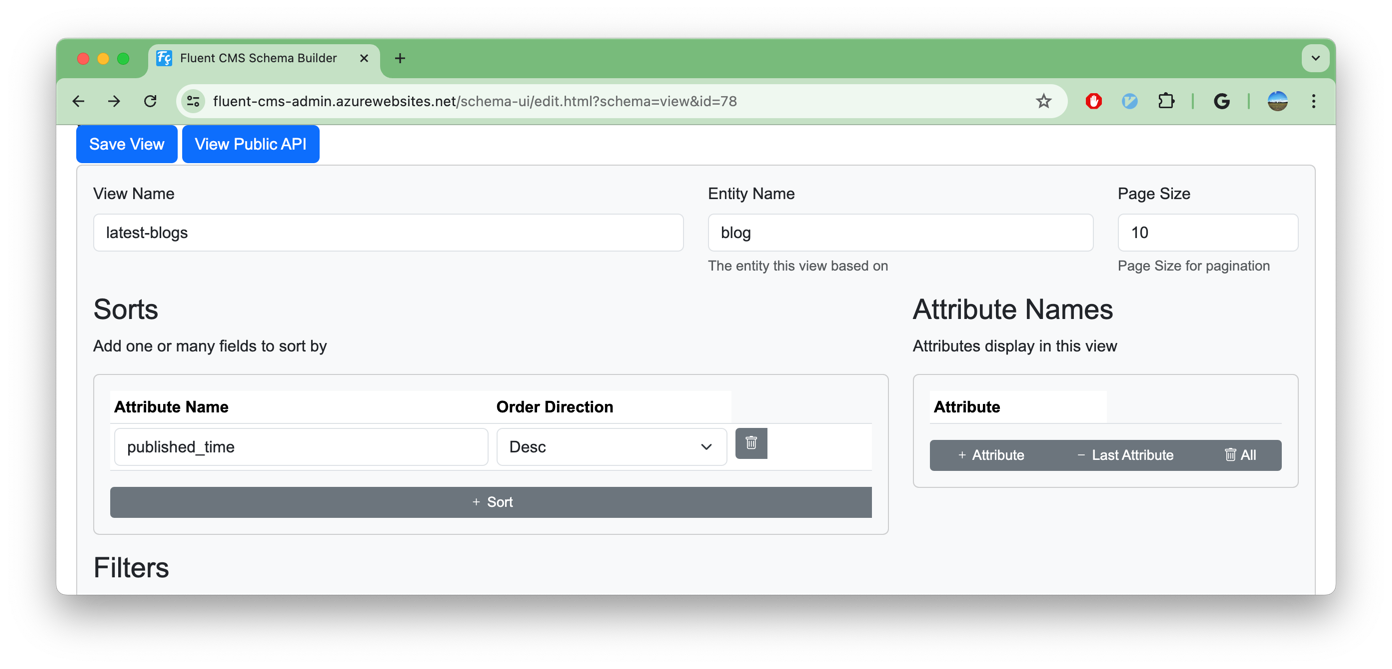 Fluent CMS Schema Builder
fluent-cms-admin.azurewebsites.net/schema-ui/edit.html?schema=view&id=78
Save View View Public API
View Name Entity Name Page Size
latest-blogs blog 10
The entity this view based on Page Size for pagination
Sorts Attribute Names
Add one or many fields to sort by Attributes display in this view
Attribute Name Order Direction Attribute
published_time Desc
+ Attribute − Last Attribute All
+ Sort
Filters